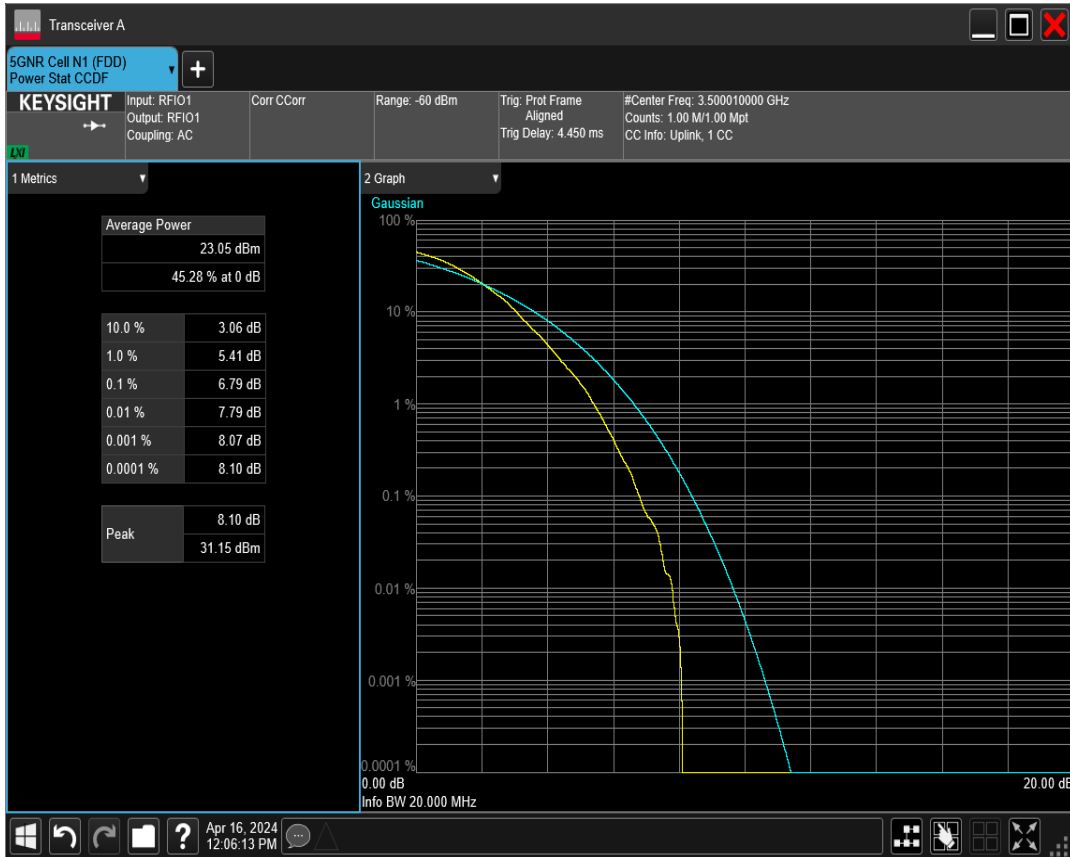 Transceiver A
5GNR Cell N1 (FDD)
Power Stat CCDF
KEYSIGHT
LXI
Input: RFIO1
Output: RFIO1
Coupling: AC
Corr CCorr
Range: -60 dBm
Trig: Prot Frame
Aligned
Trig Delay: 4.450 ms
#Center Freq: 3.500010000 GHz
Counts: 1.00 M/1.00 Mpt
CC Info: Uplink, 1 CC
1 Metrics
Average Power
23.05 dBm
45.28 % at 0 dB
10.0 % 3.06 dB
1.0 % 5.41 dB
0.1 % 6.79 dB
0.01 % 7.79 dB
0.001 % 8.07 dB
0.0001 % 8.10 dB
Peak
8.10 dB
31.15 dBm
2 Graph
Gaussian
100 %
10 %
1 %
0.1 %
0.01 %
0.001 %
0.0001 %
0.00 dB 20.00 dB
Info BW 20.000 MHz
Apr 16, 2024
12:06:13 PM